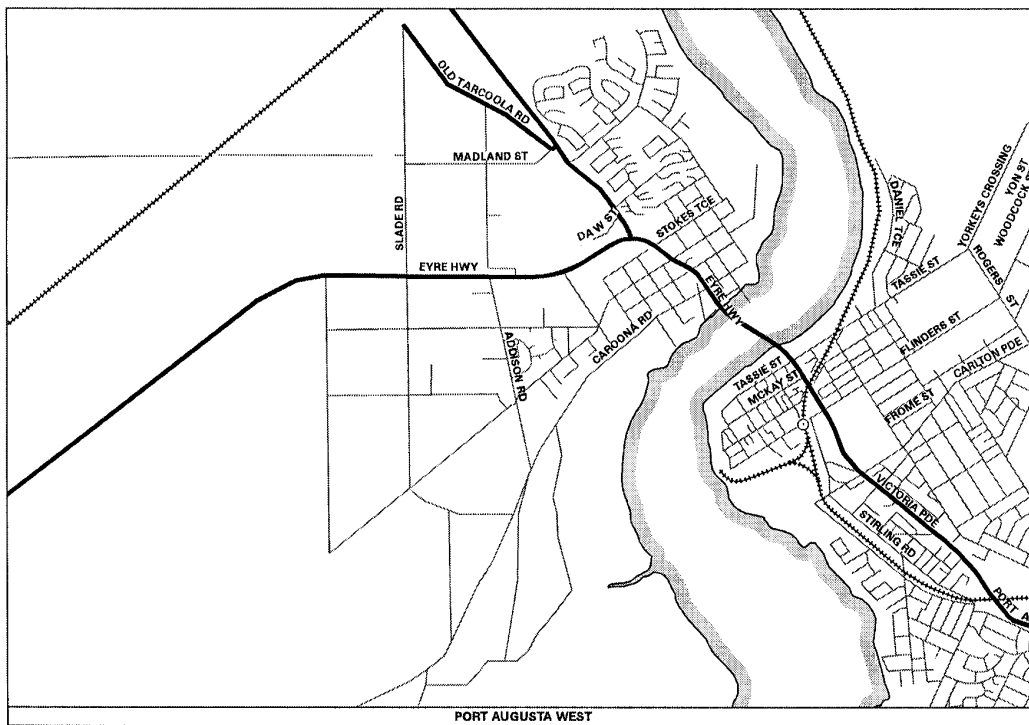 OLD TARCOOLA RD
MADLAND ST
SLADE RD
DAW ST
STOKES TCE
EYRE HWY
EYRE HWY
CAROONA RD
ADDISON RD
DANIEL TCE
YORKEYS CROSSING
YON ST
WOODCOCK
ROGERS ST
TASSIE ST
FLINDERS ST
CARLTON PDE
TASSIE ST
MCKAY ST
FROME ST
VICTORIA PDE
STIRLING RD
PORT A
PORT AUGUSTA WEST